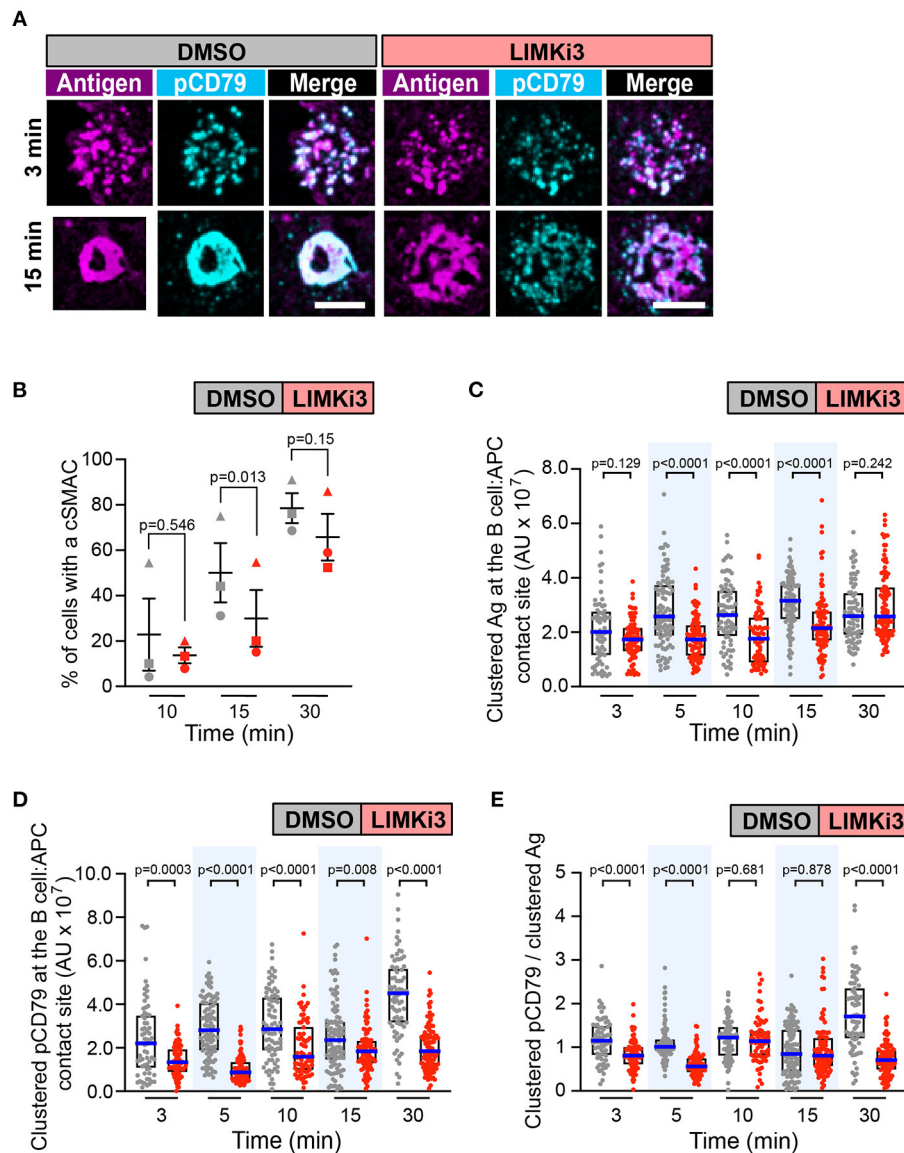 A
DMSO LIMKi3
Antigen pCD79 Merge Antigen pCD79 Merge
3 min
15 min
B
DMSO LIMKi3
% of cells with a cSMAC
100
80
60
40
20
0
p=0.546
p=0.013
p=0.15
10 15 30
Time (min)
C
DMSO LIMKi3
Clustered Ag at the B cell:APC
contact site (AU x 10⁷)
8.0
6.0
4.0
2.0
0.0
p=0.129 p<0.0001 p<0.0001 p<0.0001 p=0.242
3 5 10 15 30
Time (min)
D
DMSO LIMKi3
Clustered pCD79 at the B cell:APC
contact site (AU x 10⁷)
10.0
8.0
6.0
4.0
2.0
0.0
p=0.0003 p<0.0001 p<0.0001 p=0.008 p<0.0001
3 5 10 15 30
Time (min)
E
DMSO LIMKi3
Clustered pCD79 / clustered Ag
5
4
3
2
1
0
p<0.0001 p<0.0001 p=0.681 p=0.878 p<0.0001
3 5 10 15 30
Time (min)